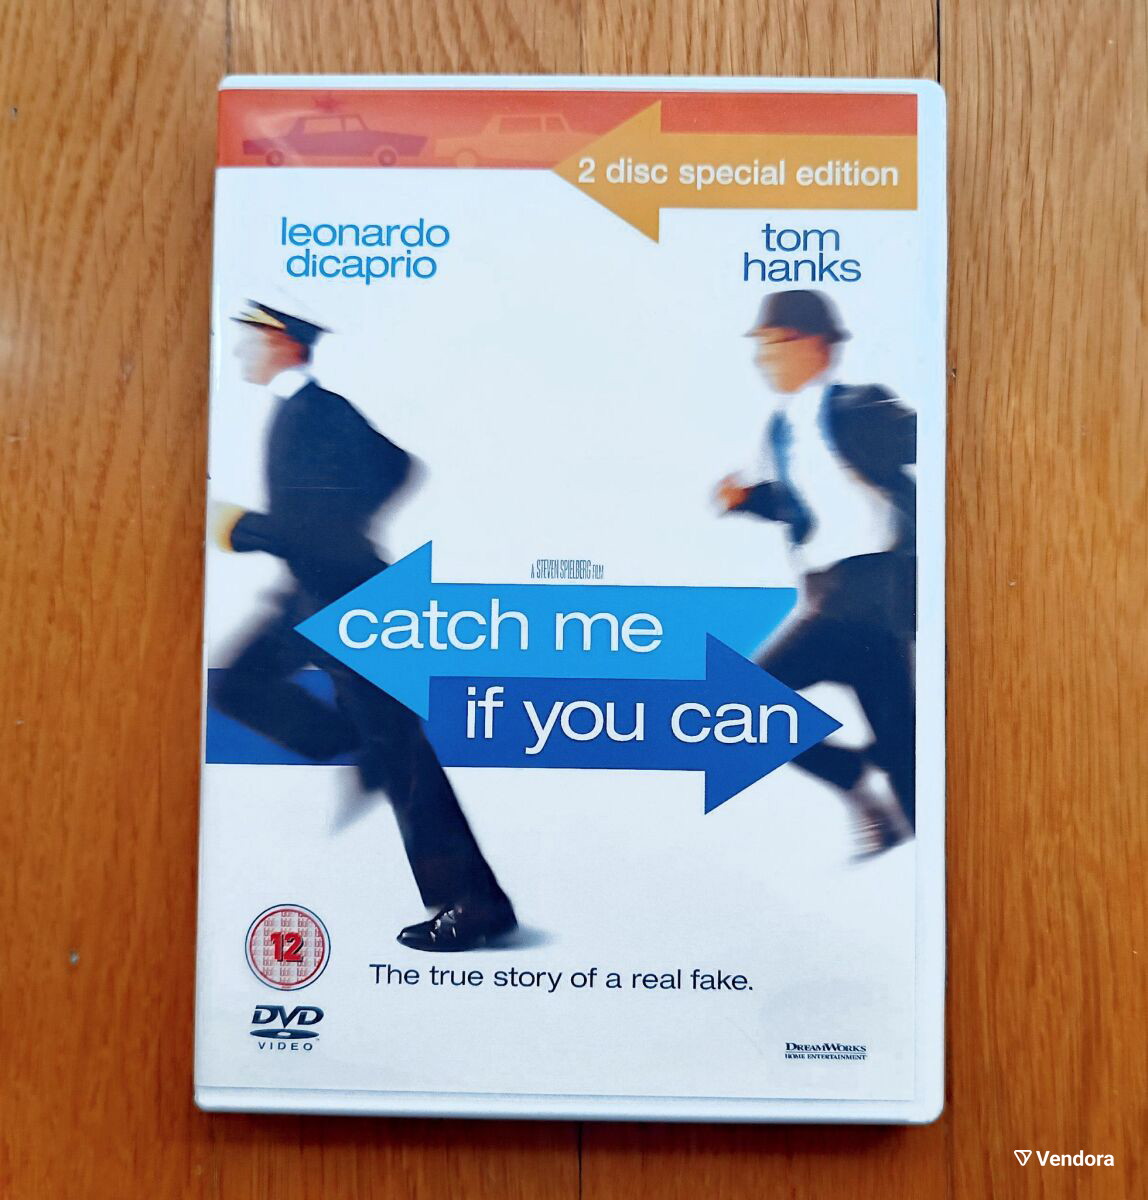 2 disc special edition
leonardo
dicaprio
tom
hanks
A STEVEN SPIELBERG FILM
catch me
if you can
12
The true story of a real fake.
DVD
VIDEO
DREAMWORKS
HOME ENTERTAINMENT
Vendora